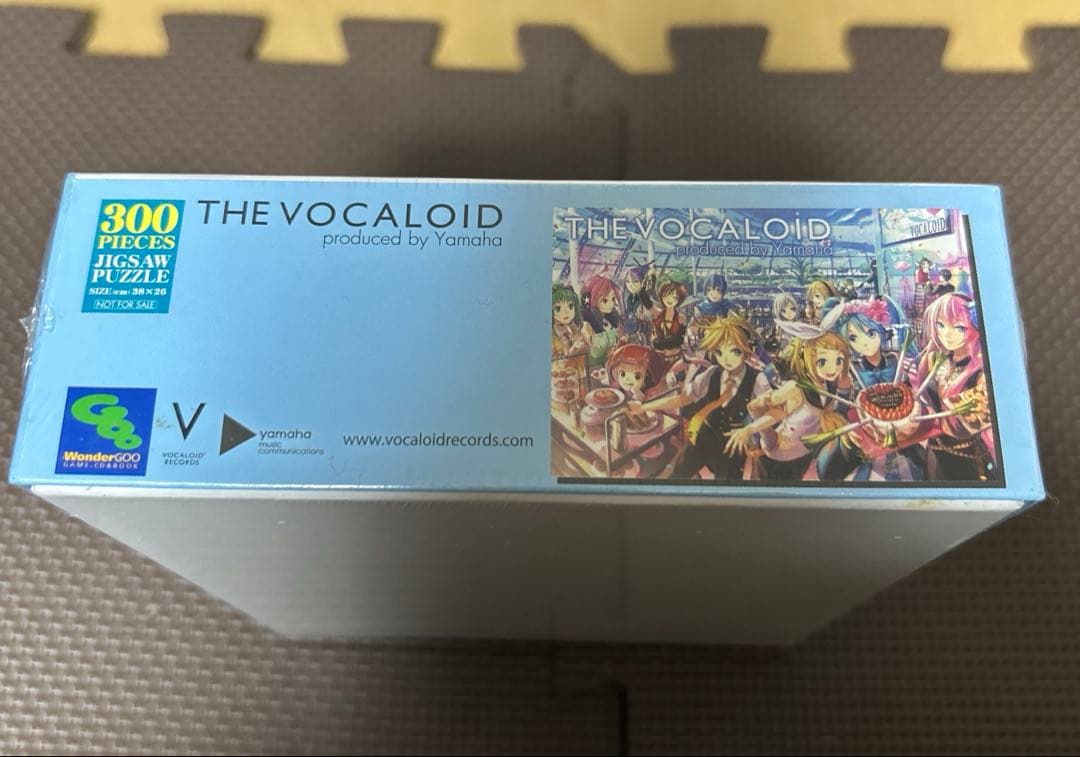 300
PIECES
JIGSAW
PUZZLE
SIZE (cm) 38×26
NOT FOR SALE
THE VOCALOID
produced by Yamaha
WonderGOO
GAME·CD&BOOK
V
VOCALOID
RECORDS
yamaha
music
communications
www.vocaloidrecords.com
THE VOCALOID
produced by Yamaha
VOCALOID